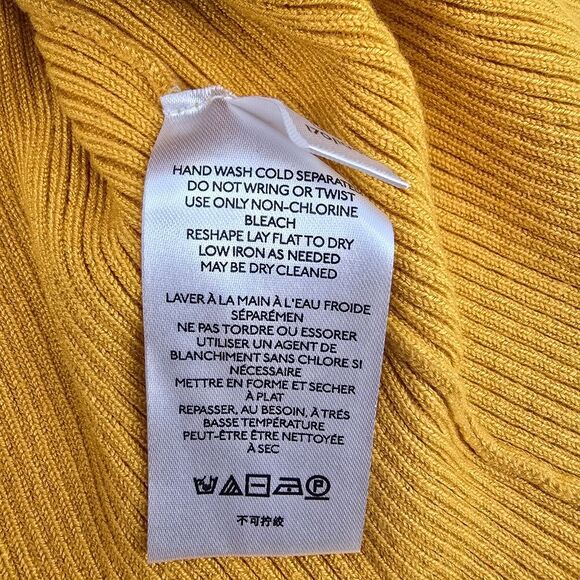 HAND WASH COLD SEPARATE
DO NOT WRING OR TWIST
USE ONLY NON-CHLORINE
BLEACH
RESHAPE LAY FLAT TO DRY
LOW IRON AS NEEDED
MAY BE DRY CLEANED
LAVER À LA MAIN À L'EAU FROIDE
SÉPARÉMEN
NE PAS TORDRE OU ESSORER
UTILISER UN AGENT DE
BLANCHIMENT SANS CHLORE SI
NÉCESSAIRE
METTRE EN FORME ET SECHER
À PLAT
REPASSER, AU BESOIN, À TRÉS
BASSE TEMPÉRATURE
PEUT-ÊTRE ÊTRE NETTOYÉE
À SEC
P
不可拧绞